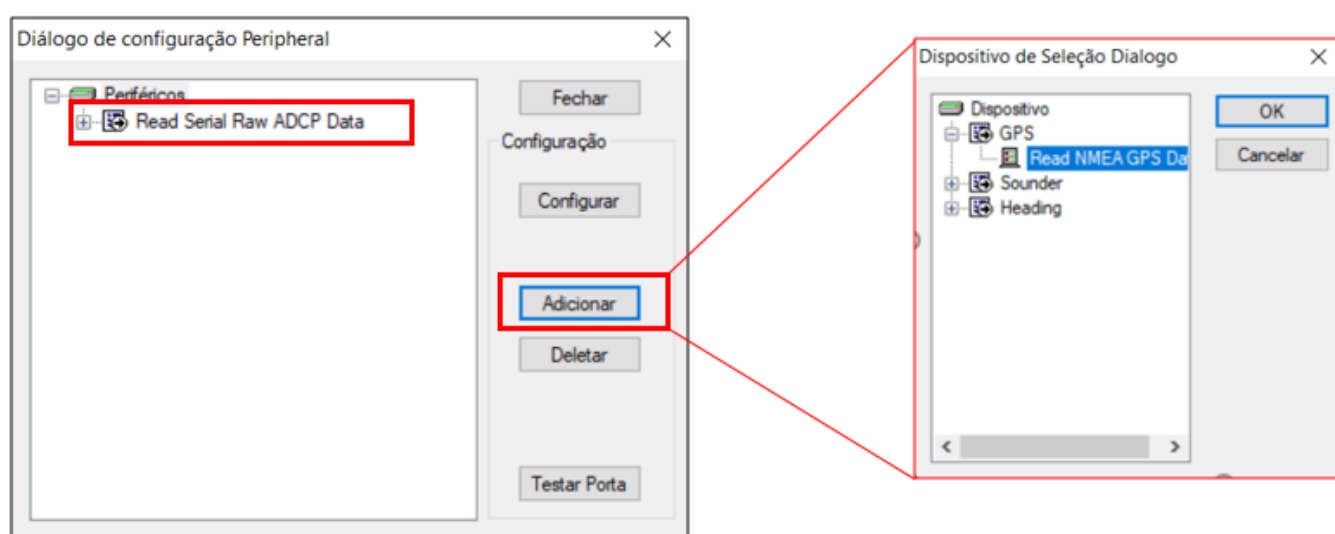 Diálogo de configuração Peripheral
Periféricos
Read Serial Raw ADCP Data
Fechar
Configuração
Configurar
Adicionar
Deletar
Testar Porta
Dispositivo de Seleção Dialogo
Dispositivo
GPS
Read NMEA GPS Da
Sounder
Heading
OK
Cancelar